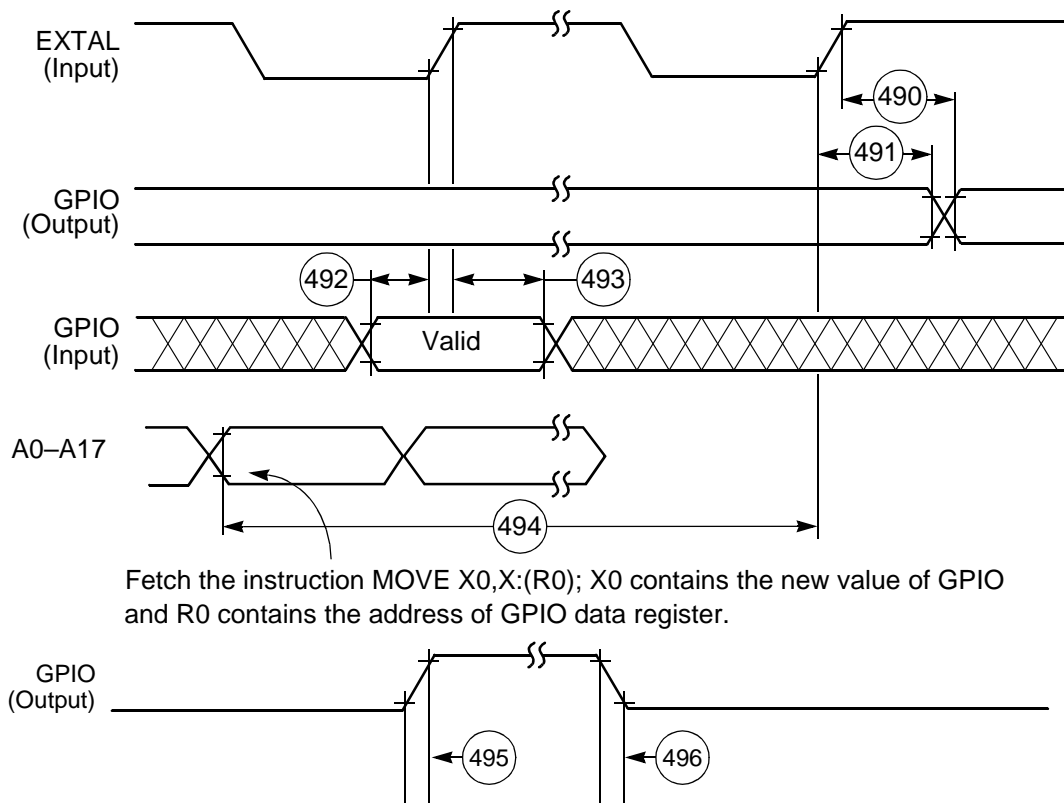 EXTAL
(Input)
490
491
GPIO
(Output)
492
493
GPIO
(Input)
Valid
A0–A17
494
Fetch the instruction MOVE X0,X:(R0); X0 contains the new value of GPIO
and R0 contains the address of GPIO data register.
GPIO
(Output)
495
496